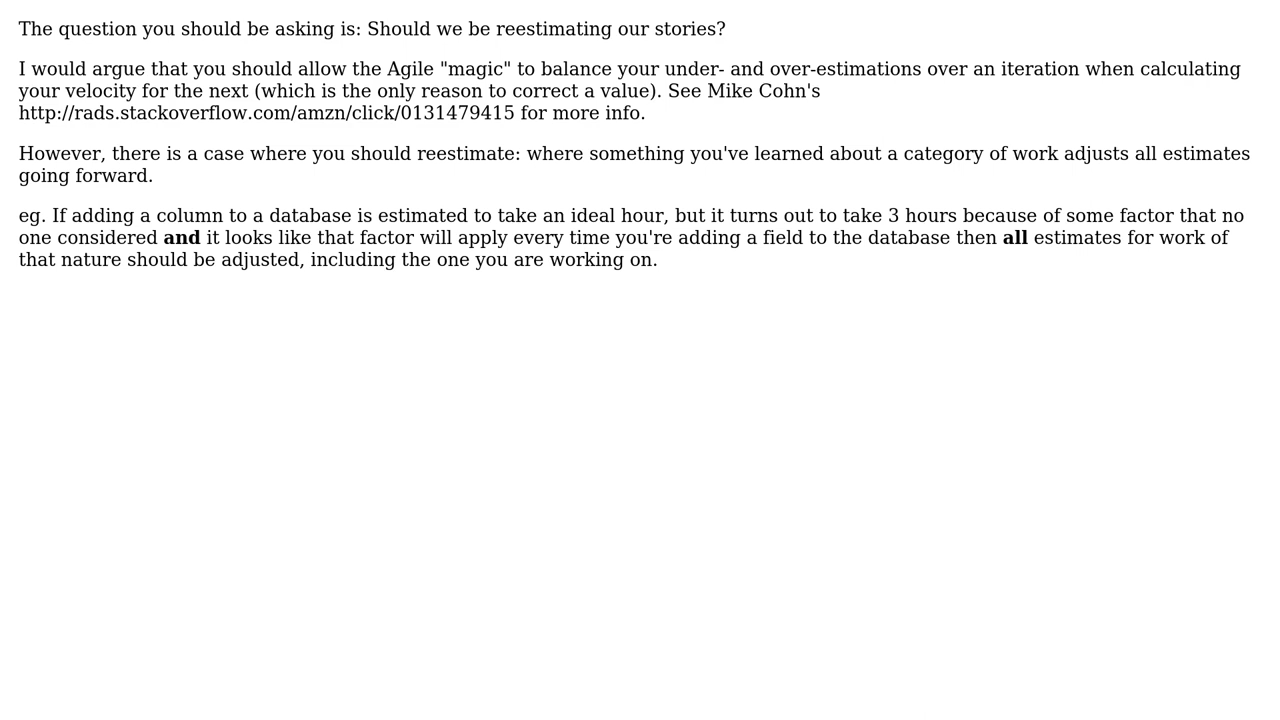 The question you should be asking is: Should we be reestimating our stories?
I would argue that you should allow the Agile "magic" to balance your under- and over-estimations over an iteration when calculating
your velocity for the next (which is the only reason to correct a value). See Mike Cohn's
http://rads.stackoverflow.com/amzn/click/0131479415 for more info.
However, there is a case where you should reestimate: where something you've learned about a category of work adjusts all estimates
going forward.
eg. If adding a column to a database is estimated to take an ideal hour, but it turns out to take 3 hours because of some factor that no
one considered and it looks like that factor will apply every time you're adding a field to the database then all estimates for work of
that nature should be adjusted, including the one you are working on.